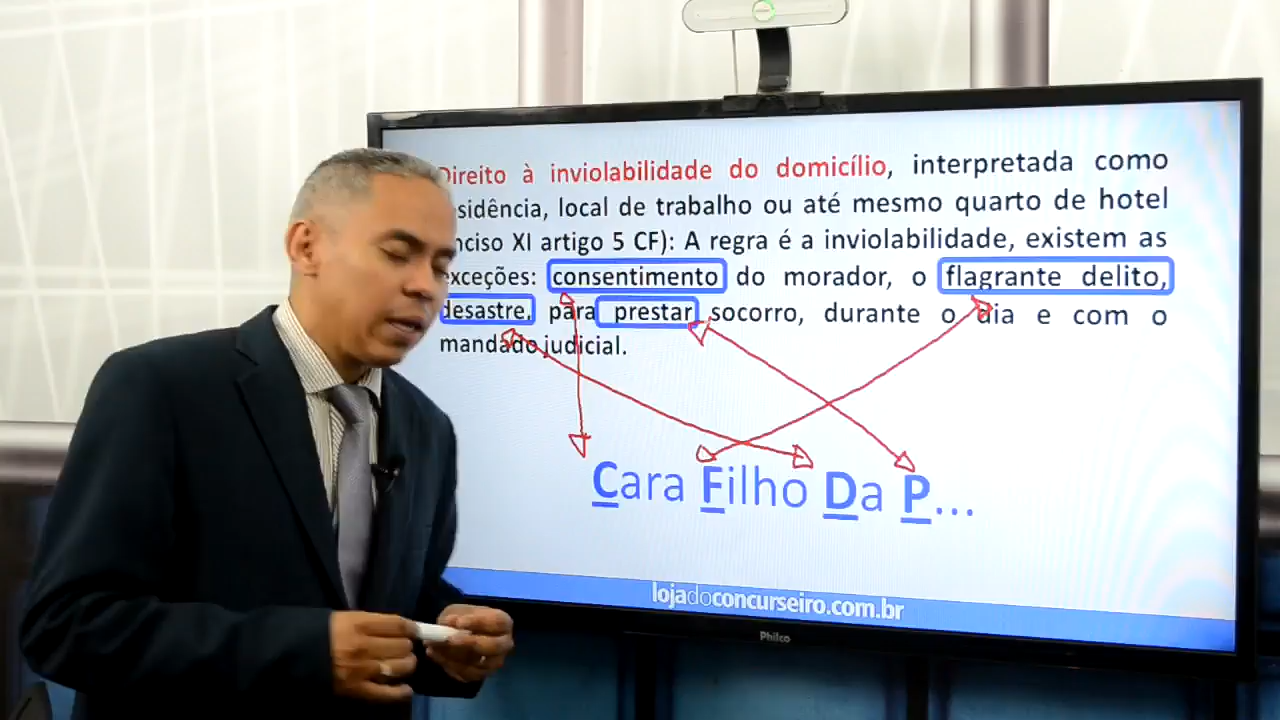 Direito à inviolabilidade do domicílio, interpretada como
sidência, local de trabalho ou até mesmo quarto de hotel
nciso XI artigo 5 CF): A regra é a inviolabilidade, existem as
exceções: consentimento do morador, o flagrante delito,
desastre, para prestar socorro, durante o dia e com o
mandado judicial.
Cara Filho Da P...
lojadoconcurseiro.com.br
Philco